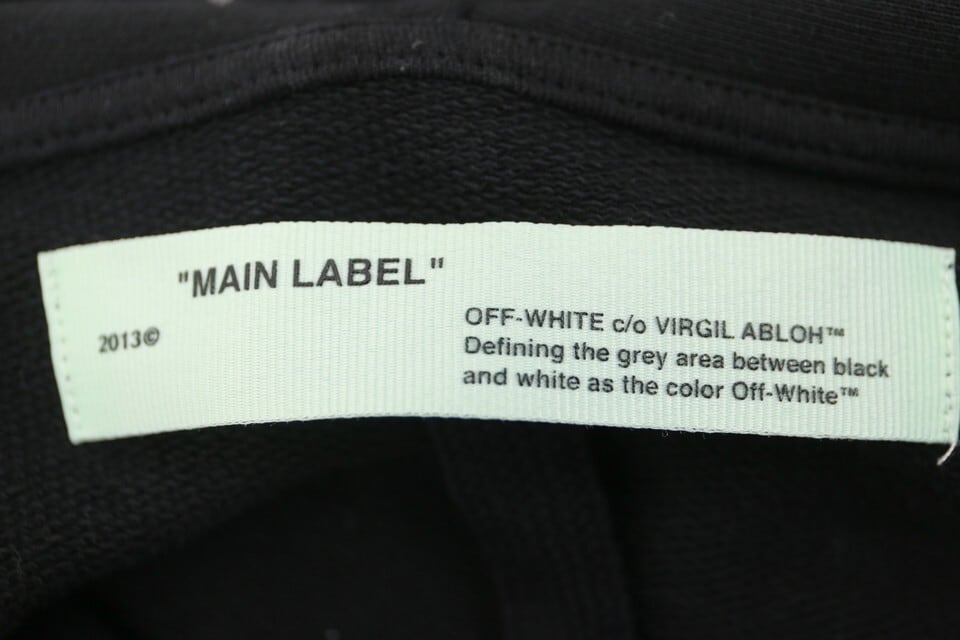 "MAIN LABEL"
2013©
OFF-WHITE c/o VIRGIL ABLOH™
Defining the grey area between black
and white as the color Off-White™